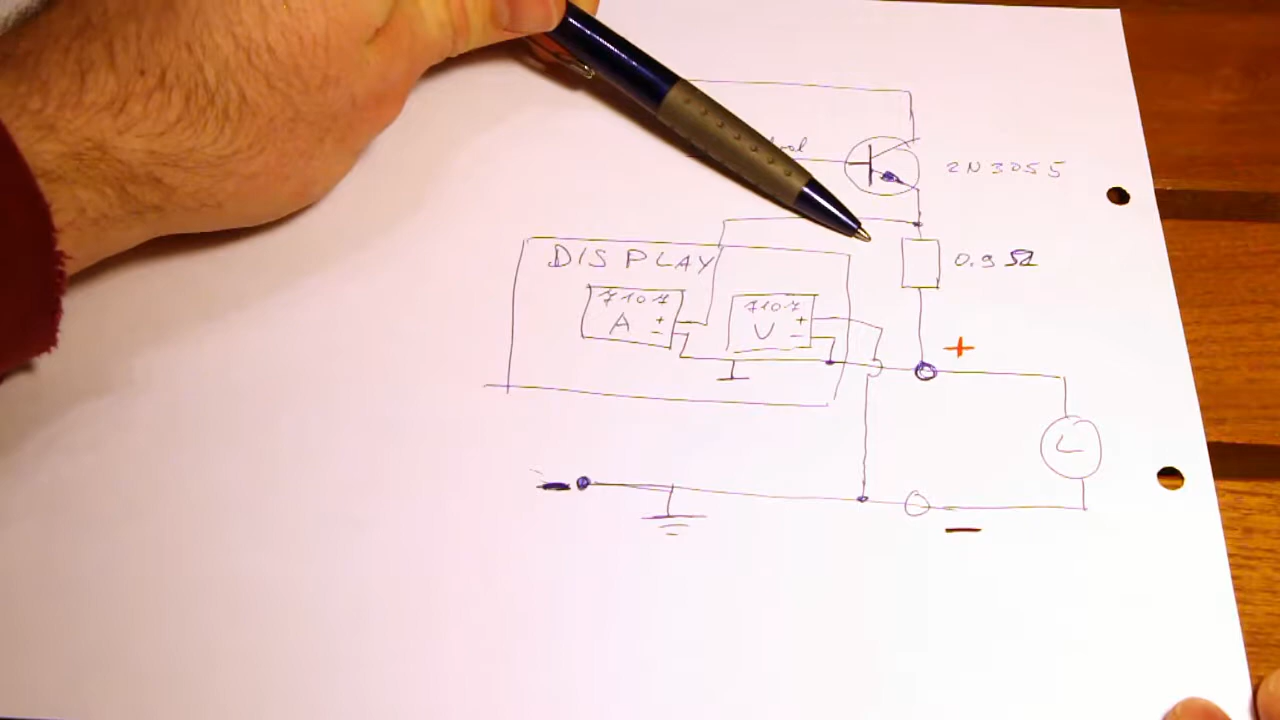 2N3055
DISPLAY
0.9 Ω
7107
A
+
-
7107
V
+
-
+
L
-
-